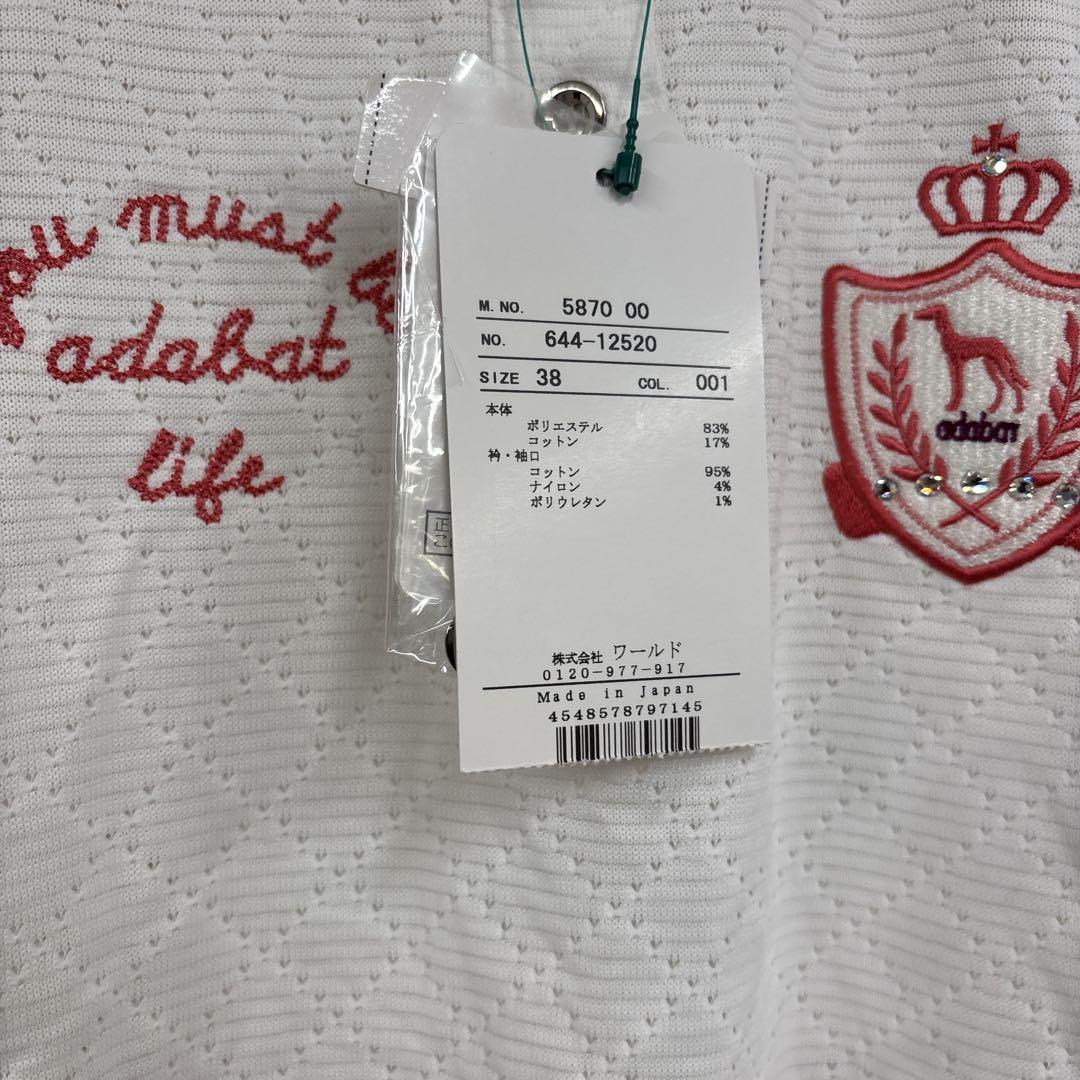 you must
adabat
life
M. NO. 5870 00
NO. 644-12520
SIZE 38 COL. 001
本体
ポリエステル 83%
コットン 17%
衿・袖口
コットン 95%
ナイロン 4%
ポリウレタン 1%
株式会社 ワールド
0120-977-917
Made in Japan
4548578797145
adabat
正
こ